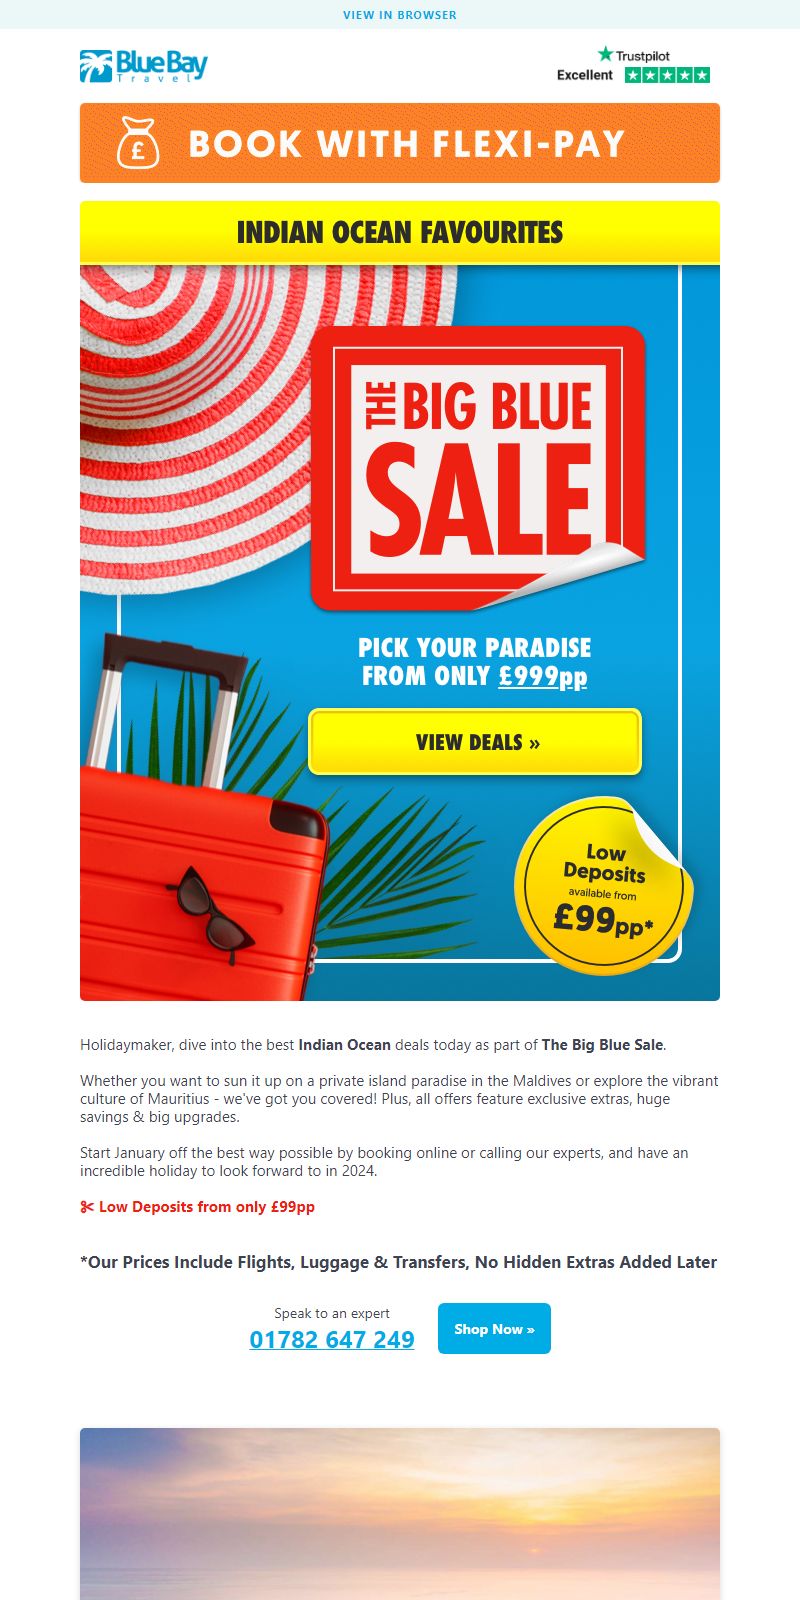 VIEW IN BROWSER
Blue Bay
Travel
Trustpilot
Excellent
£
BOOK WITH FLEXI-PAY
INDIAN OCEAN FAVOURITES
THE BIG BLUE
SALE
PICK YOUR PARADISE
FROM ONLY £999pp
VIEW DEALS »
Low
Deposits
available from
£99pp*
Holidaymaker, dive into the best Indian Ocean deals today as part of The Big Blue Sale.
Whether you want to sun it up on a private island paradise in the Maldives or explore the vibrant
culture of Mauritius - we've got you covered! Plus, all offers feature exclusive extras, huge
savings & big upgrades.
Start January off the best way possible by booking online or calling our experts, and have an
incredible holiday to look forward to in 2024.
✂ Low Deposits from only £99pp
*Our Prices Include Flights, Luggage & Transfers, No Hidden Extras Added Later
Speak to an expert
01782 647 249
Shop Now »